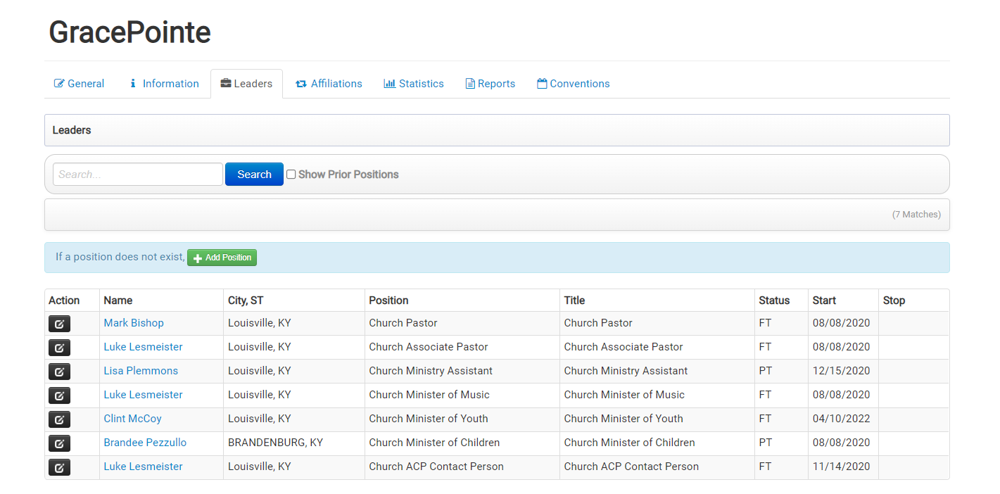 GracePointe
General Information Leaders Affiliations Statistics Reports Conventions
Leaders
Search... Search Show Prior Positions
(7 Matches)
If a position does not exist, Add Position
Action Name City, ST Position Title Status Start Stop
Mark Bishop Louisville, KY Church Pastor Church Pastor FT 08/08/2020
Luke Lesmeister Louisville, KY Church Associate Pastor Church Associate Pastor FT 08/08/2020
Lisa Plemmons Louisville, KY Church Ministry Assistant Church Ministry Assistant PT 12/15/2020
Luke Lesmeister Louisville, KY Church Minister of Music Church Minister of Music FT 08/08/2020
Clint McCoy Louisville, KY Church Minister of Youth Church Minister of Youth FT 04/10/2022
Brandee Pezzullo BRANDENBURG, KY Church Minister of Children Church Minister of Children PT 08/08/2020
Luke Lesmeister Louisville, KY Church ACP Contact Person Church ACP Contact Person FT 11/14/2020